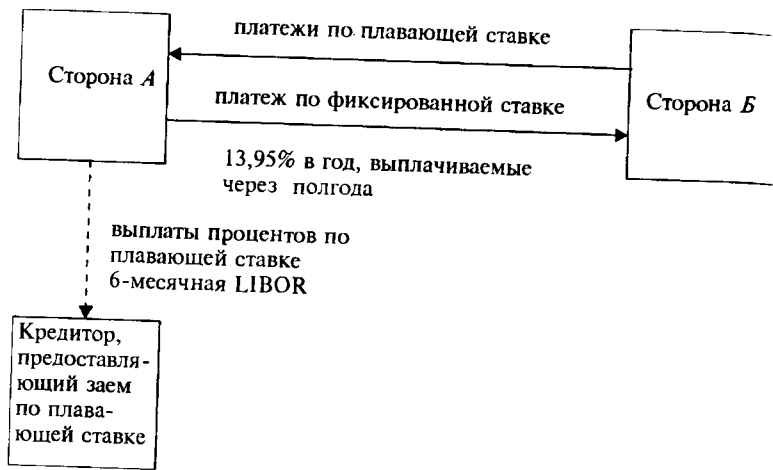 платежи по плавающей ставке
Сторона А
Сторона Б
платеж по фиксированной ставке
13,95% в год, выплачиваемые
через полгода
выплаты процентов по
плавающей ставке
6-месячная LIBOR
Кредитор,
предоставля-
ющий заем
по плава-
ющей ставке